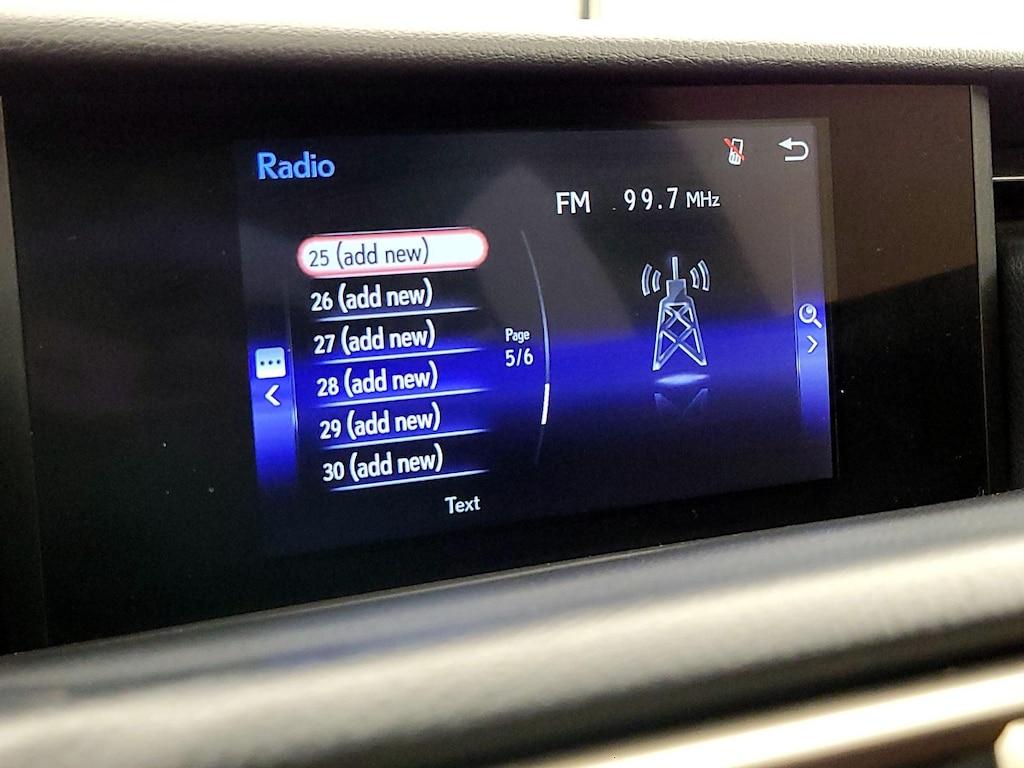 Radio
FM 99.7 MHz
25 (add new)
26 (add new)
27 (add new)
28 (add new)
29 (add new)
30 (add new)
Page
5/6
Text